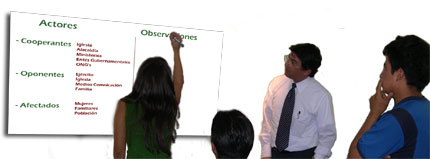 Actores
Observaciones
- Cooperantes
Iglesia
Alcaldía
Ministerios
Entes Gubernamentales
ONG's
- Oponentes
Ejército
Iglesia
Medios Comunicación
Familia
- Afectados
Mujeres
Familiares
Población